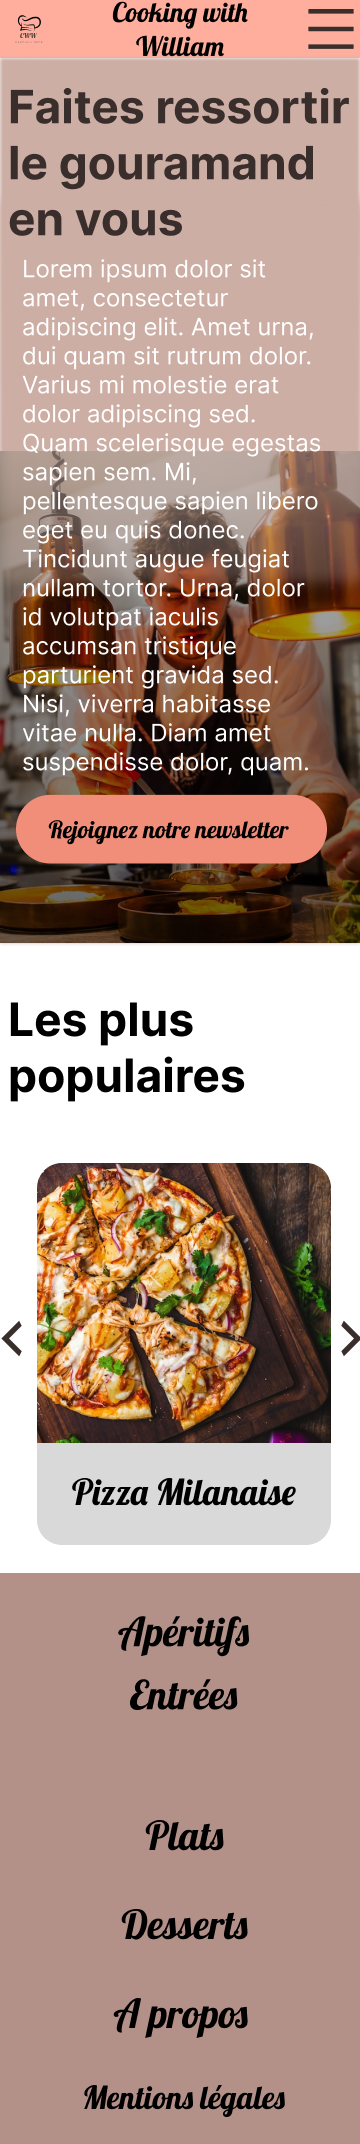 CWW
Cooking with
William
Faites ressortir
le gouramand
en vous
Lorem ipsum dolor sit
amet, consectetur
adipiscing elit. Amet urna,
dui quam sit rutrum dolor.
Varius mi molestie erat
dolor adipiscing sed.
Quam scelerisque egestas
sapien sem. Mi,
pellentesque sapien libero
eget eu quis donec.
Tincidunt augue feugiat
nullam tortor. Urna, dolor
id volutpat iaculis
accumsan tristique
parturient gravida sed.
Nisi, viverra habitasse
vitae nulla. Diam amet
suspendisse dolor, quam.
Rejoignez notre newsletter
Les plus
populaires
Pizza Milanaise
Apéritifs
Entrées
Plats
Desserts
A propos
Mentions légales